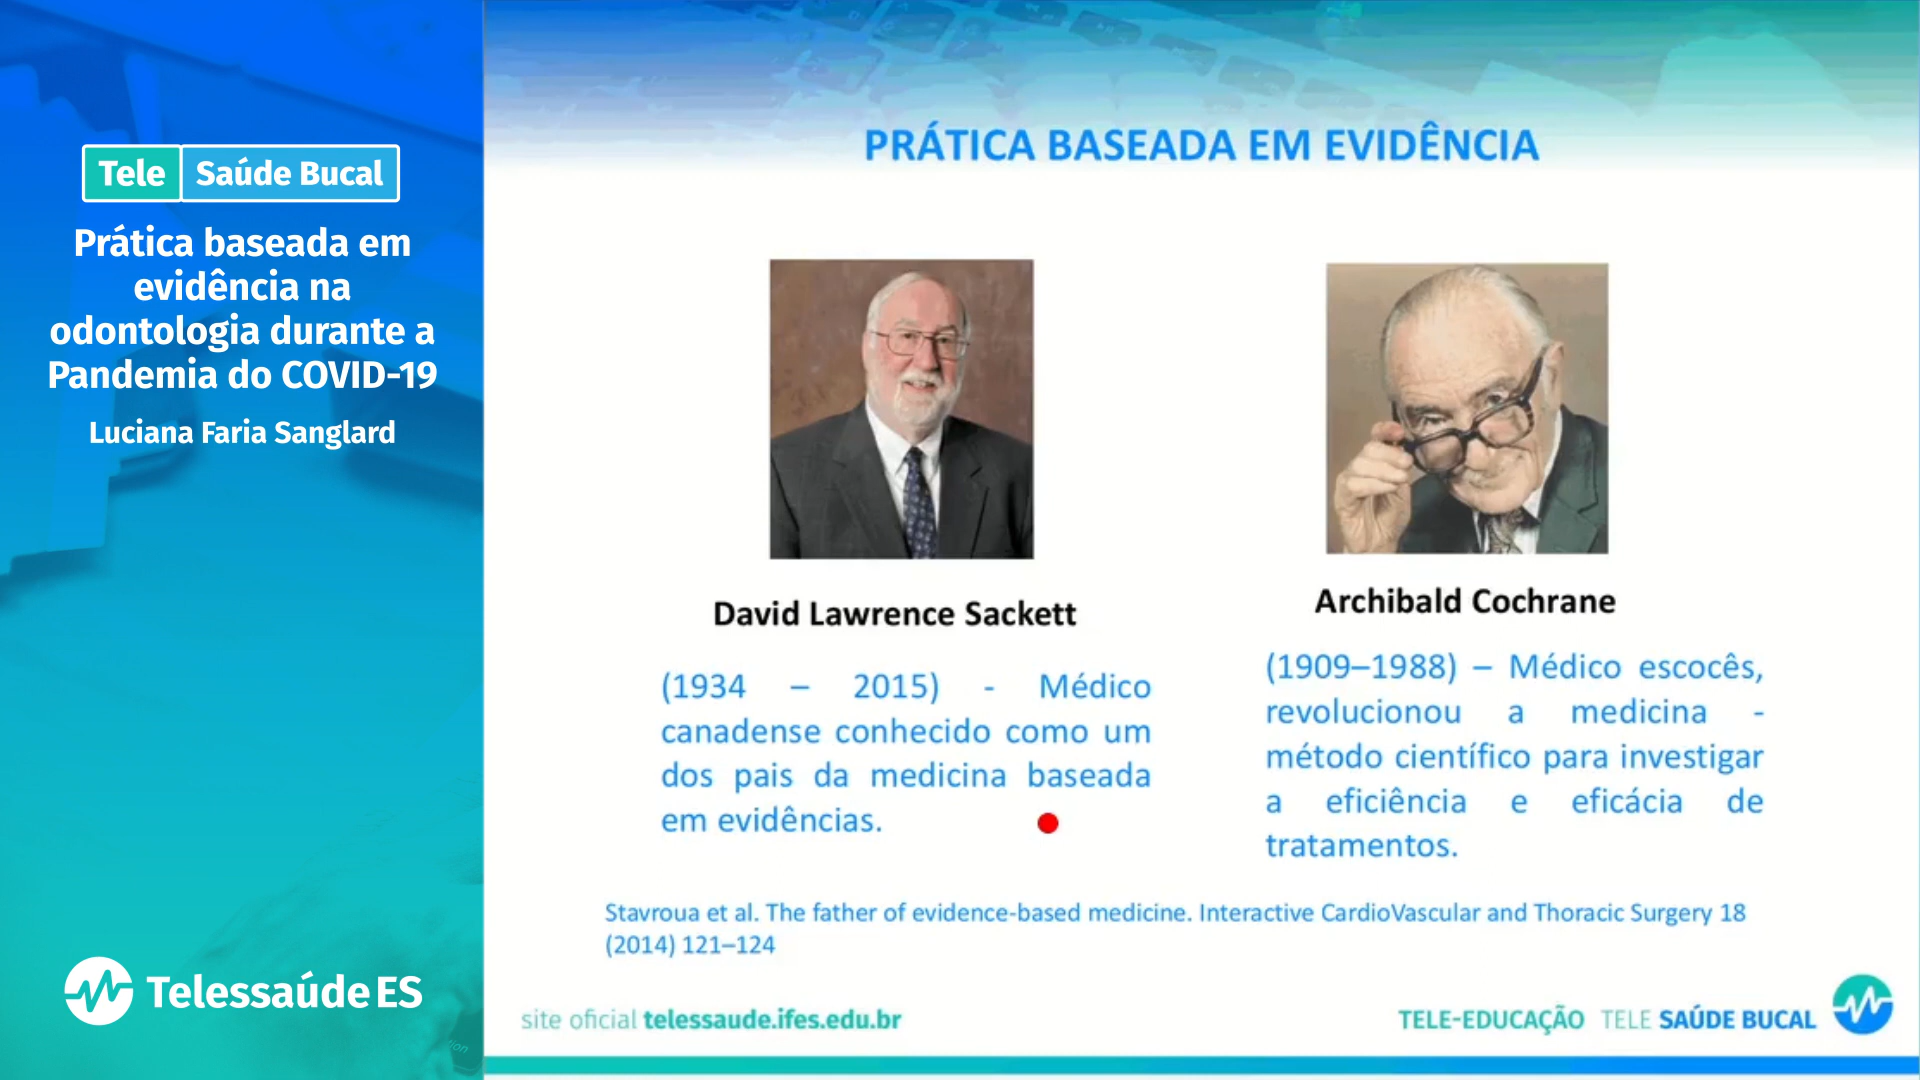 Tele Saúde Bucal
Prática baseada em
evidência na
odontologia durante a
Pandemia do COVID-19
Luciana Faria Sanglard
TelessaúdeES
PRÁTICA BASEADA EM EVIDÊNCIA
David Lawrence Sackett
(1934 – 2015) - Médico
canadense conhecido como um
dos pais da medicina baseada
em evidências.
Archibald Cochrane
(1909–1988) – Médico escocês,
revolucionou a medicina -
método científico para investigar
a eficiência e eficácia de
tratamentos.
Stavroua et al. The father of evidence-based medicine. Interactive CardioVascular and Thoracic Surgery 18
(2014) 121–124
site oficial telessaude.ifes.edu.br
TELE-EDUCAÇÃO TELE SAÚDE BUCAL